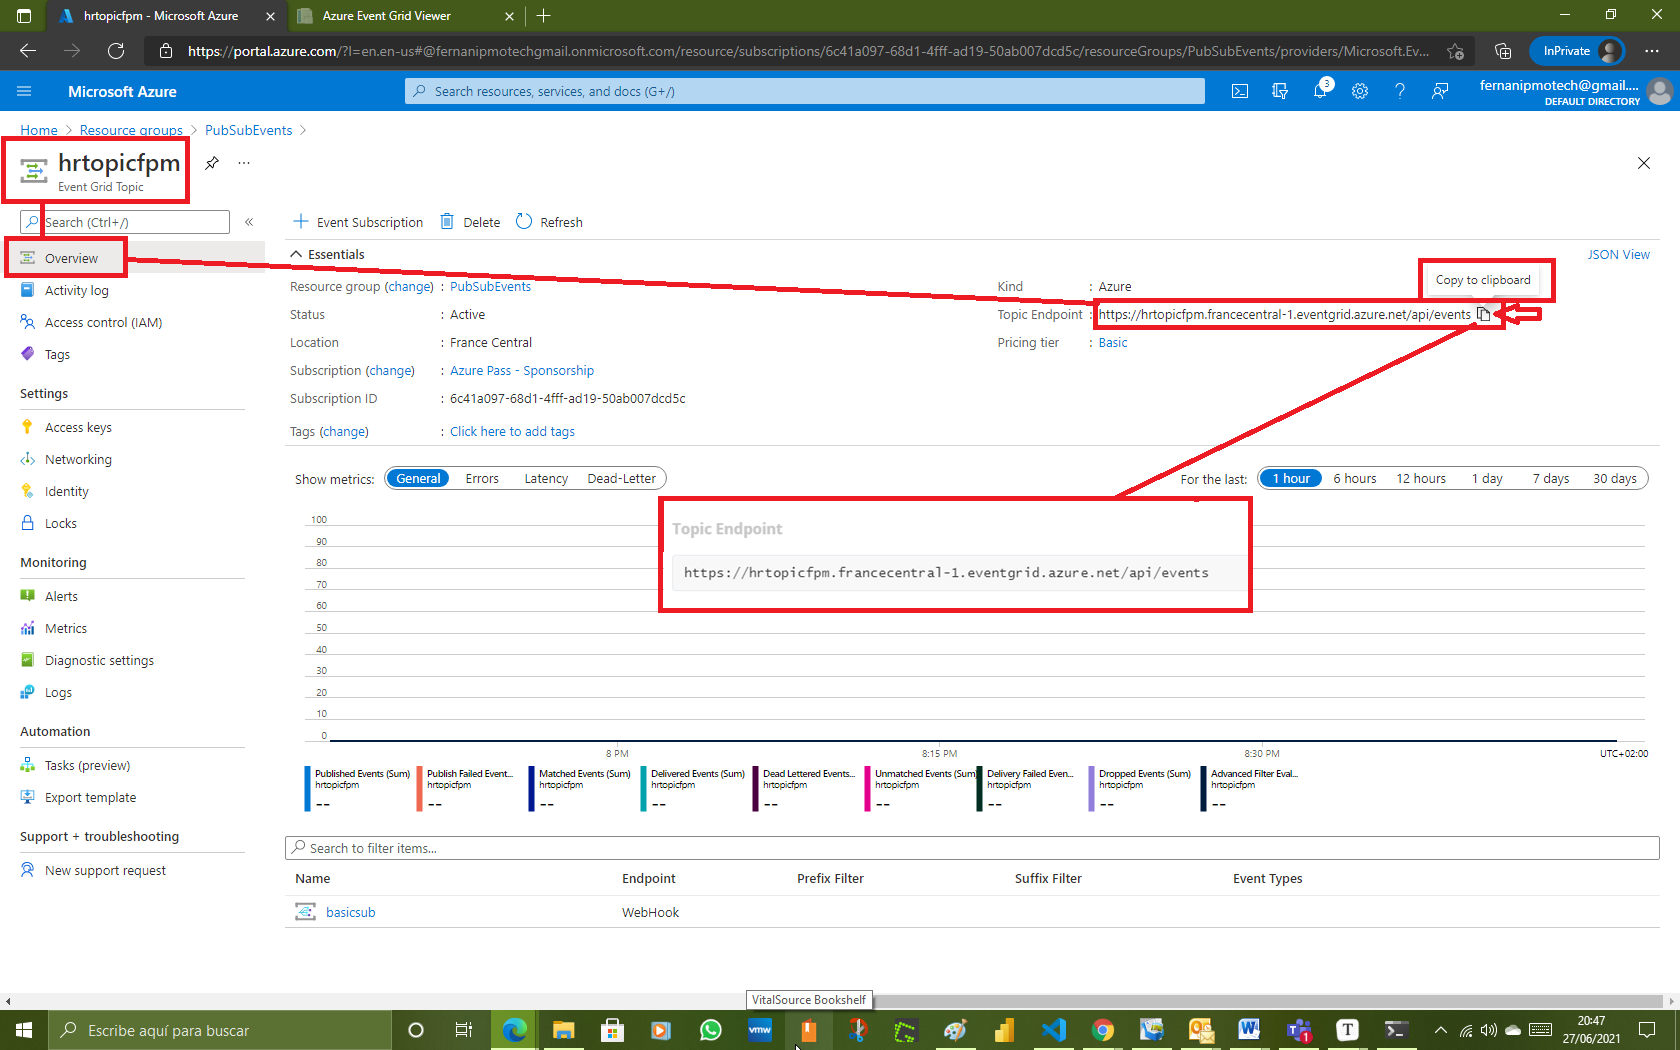 hrtopicfpm - Microsoft Azure
Azure Event Grid Viewer
https://portal.azure.com/?l=en.en-us#@fernanipmotechgmail.onmicrosoft.com/resource/subscriptions/6c41a097-68d1-4fff-ad19-50ab007dcd5c/resourceGroups/PubSubEvents/providers/Microsoft.Ev...
InPrivate
Microsoft Azure
Search resources, services, and docs (G+/)
3
fernanipmotech@gmail....
DEFAULT DIRECTORY
Home > Resource groups > PubSubEvents >
hrtopicfpm
Event Grid Topic
Search (Ctrl+/)
«
Event Subscription
Delete
Refresh
Overview
Activity log
Access control (IAM)
Tags
Settings
Access keys
Networking
Identity
Locks
Monitoring
Alerts
Metrics
Diagnostic settings
Logs
Automation
Tasks (preview)
Export template
Support + troubleshooting
New support request
Essentials
JSON View
Resource group (change) : PubSubEvents
Status : Active
Location : France Central
Subscription (change) : Azure Pass - Sponsorship
Subscription ID : 6c41a097-68d1-4fff-ad19-50ab007dcd5c
Tags (change) : Click here to add tags
Kind : Azure
Copy to clipboard
Topic Endpoint : https://hrtopicfpm.francecentral-1.eventgrid.azure.net/api/events
Pricing tier : Basic
Show metrics: General Errors Latency Dead-Letter
For the last: 1 hour 6 hours 12 hours 1 day 7 days 30 days
100
90
80
70
60
50
40
30
20
10
0
Topic Endpoint
https://hrtopicfpm.francecentral-1.eventgrid.azure.net/api/events
8 PM
8:15 PM
8:30 PM
UTC+02:00
Published Events (Sum)
hrtopicfpm
--
Publish Failed Event...
hrtopicfpm
--
Matched Events (Sum)
hrtopicfpm
--
Delivered Events (Sum)
hrtopicfpm
--
Dead Lettered Events...
hrtopicfpm
--
Unmatched Events (Sum)
hrtopicfpm
--
Delivery Failed Even...
hrtopicfpm
--
Dropped Events (Sum)
hrtopicfpm
--
Advanced Filter Eval...
hrtopicfpm
--
Search to filter items...
Name Endpoint Prefix Filter Suffix Filter Event Types
basicsub WebHook
VitalSource Bookshelf
Escribe aquí para buscar
vmw
1
T
20:47
27/06/2021